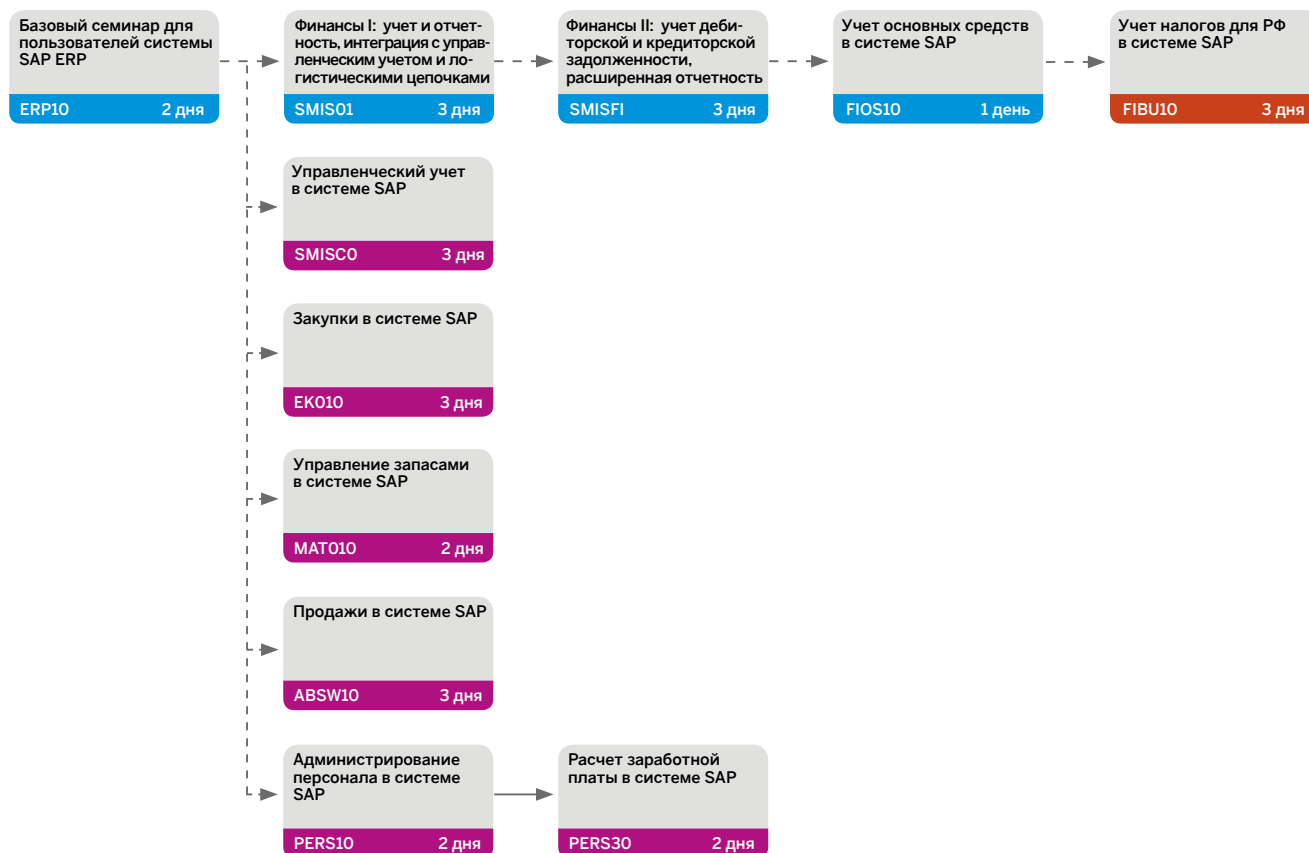 Базовый семинар для
пользователей системы
SAP ERP
ERP10 2 дня
Финансы I: учет и отчет-
ность, интеграция с управ-
ленческим учетом и ло-
гистическими цепочками
SMIS01 3 дня
Финансы II: учет деби-
торской и кредиторской
задолженности,
расширенная отчетность
SMISFI 3 дня
Учет основных средств
в системе SAP
FIOS10 1 день
Учет налогов для РФ
в системе SAP
FIBU10 3 дня
Управленческий учет
в системе SAP
SMISCO 3 дня
Закупки в системе SAP
EK010 3 дня
Управление запасами
в системе SAP
MAT010 2 дня
Продажи в системе SAP
ABSW10 3 дня
Администрирование
персонала в системе
SAP
PERS10 2 дня
Расчет заработной
платы в системе SAP
PERS30 2 дня